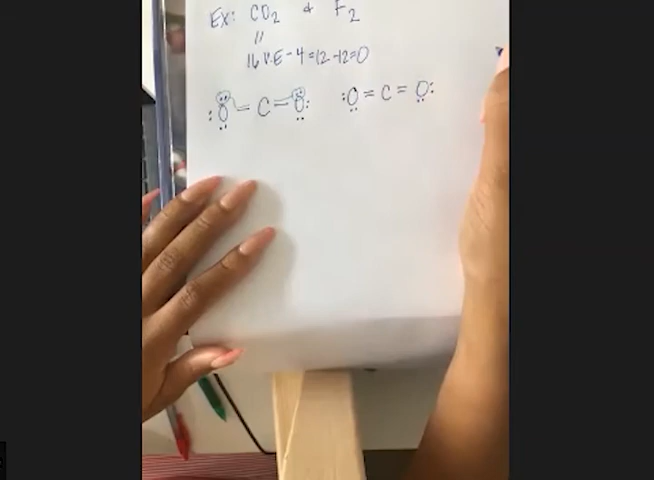 Ex: CO₂ & F₂
16 V.E - 4 = 12 - 12 = 0
:Ö = C = Ö: :O = C = O: